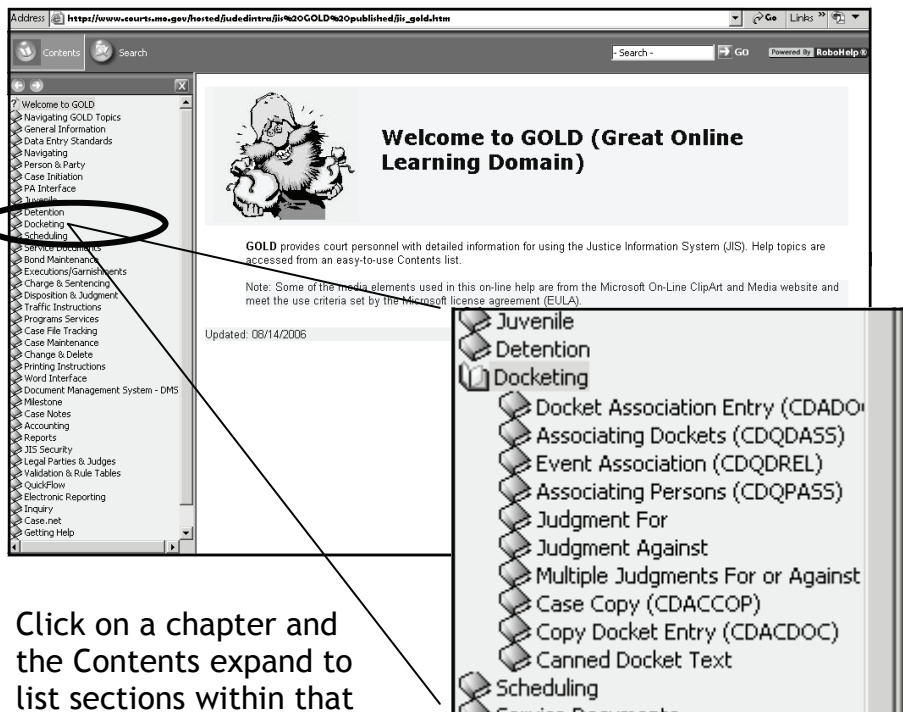 Address https://www.courts.mo.gov/hosted/judedintra/jis%20GOLD%20published/jis_gold.htm Go Links »
Contents Search - Search - GO Powered By RoboHelp®
X
? Welcome to GOLD
Navigating GOLD Topics
General Information
Data Entry Standards
Navigating
Person & Party
Case Initiation
PA Interface
Juvenile
Detention
Docketing
Scheduling
Service Documents
Bond Maintenance
Executions/Garnishments
Charge & Sentencing
Disposition & Judgment
Traffic Instructions
Programs Services
Case File Tracking
Case Maintenance
Change & Delete
Printing Instructions
Word Interface
Document Management System - DMS
Milestone
Case Notes
Accounting
Reports
JIS Security
Legal Parties & Judges
Validation & Rule Tables
QuickFlow
Electronic Reporting
Inquiry
Case.net
Getting Help
Welcome to GOLD (Great Online
Learning Domain)
GOLD provides court personnel with detailed information for using the Justice Information System (JIS). Help topics are
accessed from an easy-to-use Contents list.
Note: Some of the media elements used in this on-line help are from the Microsoft On-Line ClipArt and Media website and
meet the use criteria set by the Microsoft license agreement (EULA).
Updated: 08/14/2006
Juvenile
Detention
Docketing
Docket Association Entry (CDADO
Associating Dockets (CDQDASS)
Event Association (CDQDREL)
Associating Persons (CDQPASS)
Judgment For
Judgment Against
Multiple Judgments For or Against
Case Copy (CDACCOP)
Copy Docket Entry (CDACDOC)
Canned Docket Text
Scheduling
Service Documents
Click on a chapter and
the Contents expand to
list sections within that